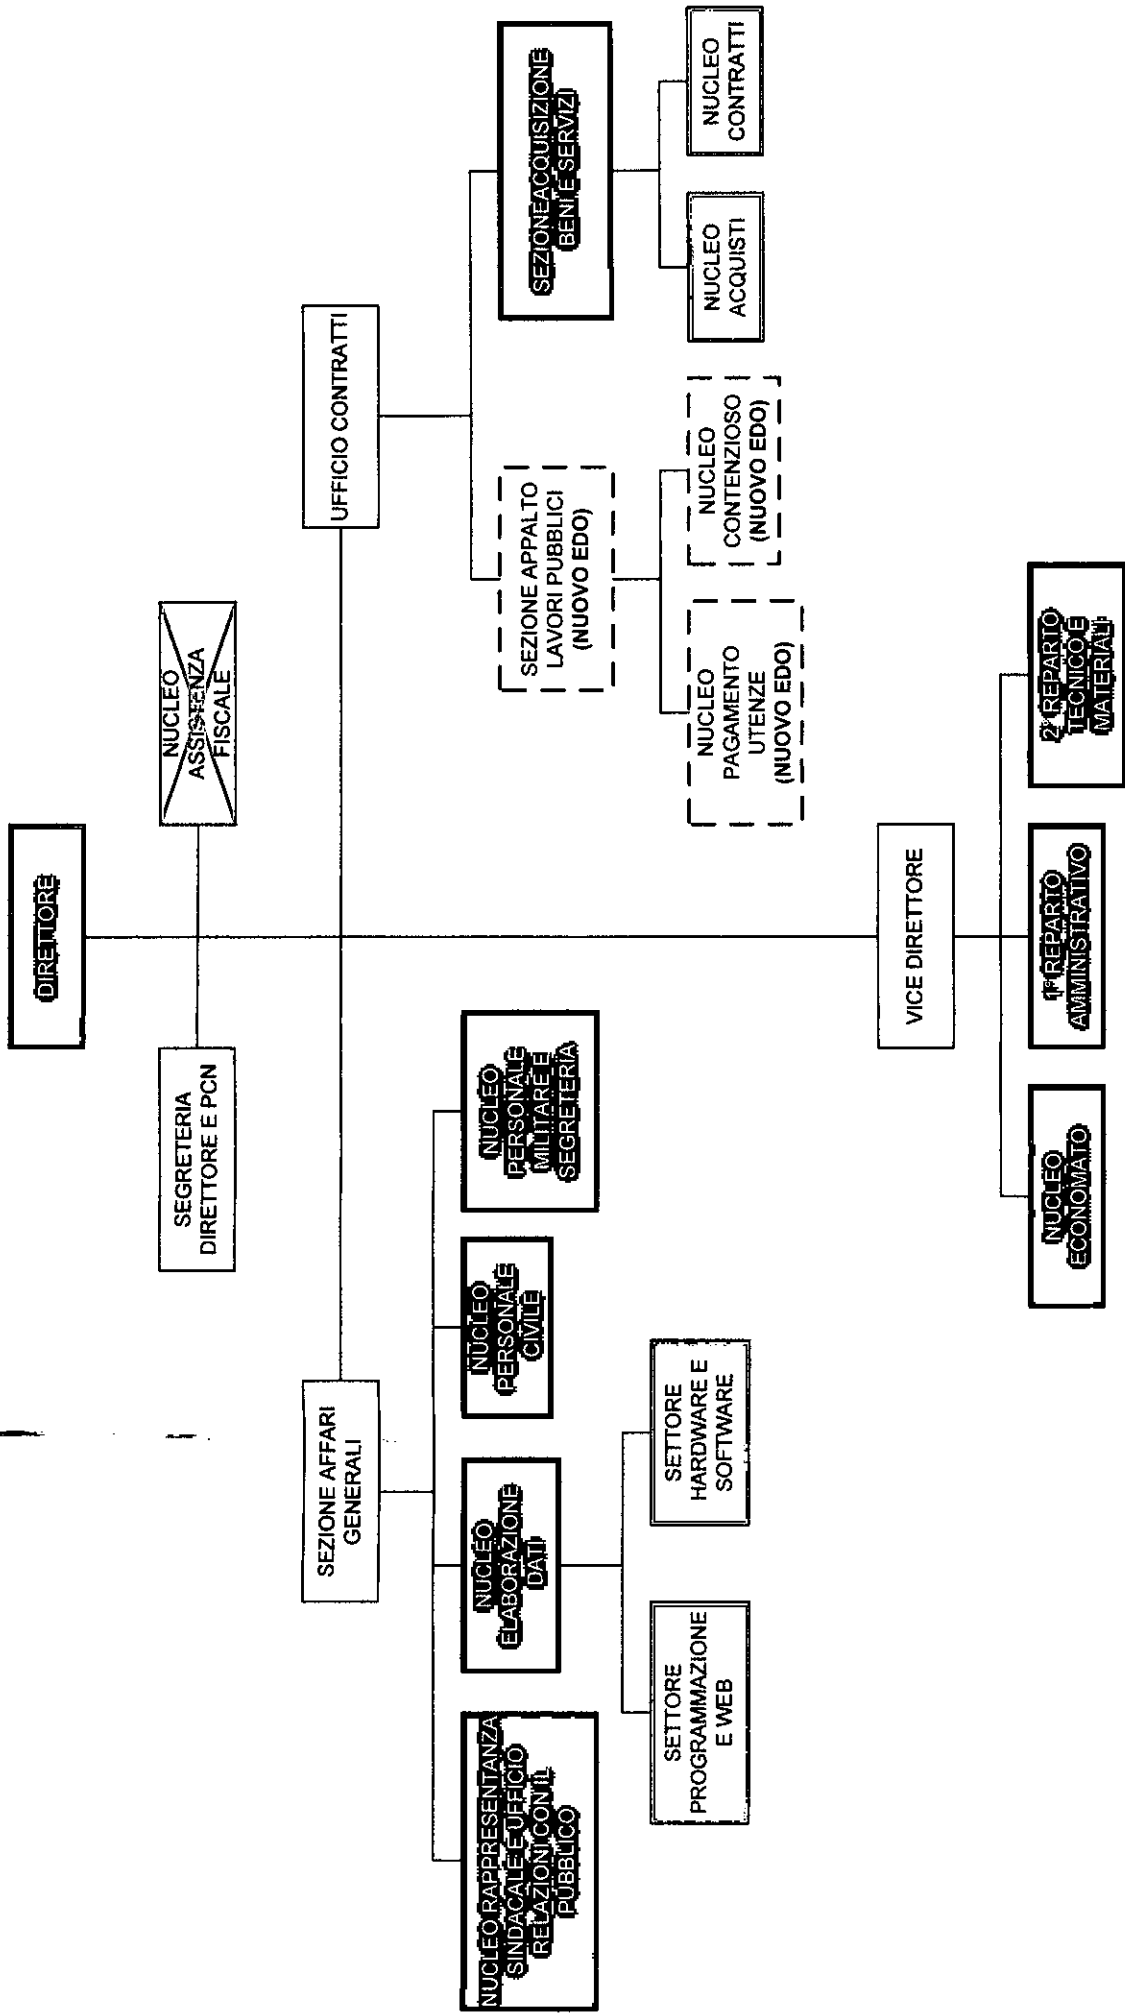 DIRETTORE
SEGRETERIA
DIRETTORE E PCN
NUCLEO
ASSISTENZA
FISCALE
SEZIONE AFFARI
GENERALI
UFFICIO CONTRATTI
NUCLEO RAPPRESENTANZA
SINDACALE E UFFICIO
RELAZIONI CON IL
PUBBLICO
NUCLEO
ELABORAZIONE
DATI
NUCLEO
PERSONALE
CIVILE
NUCLEO
PERSONALE
MILITARE E
SEGRETERIA
SEZIONE APPALTO
LAVORI PUBBLICI
(NUOVO EDO)
SEZIONE ACQUISIZIONE
BENI E SERVIZI
SETTORE
PROGRAMMAZIONE
E WEB
SETTORE
HARDWARE E
SOFTWARE
NUCLEO
PAGAMENTO
UTENZE
(NUOVO EDO)
NUCLEO
CONTENZIOSO
(NUOVO EDO)
NUCLEO
ACQUISTI
NUCLEO
CONTRATTI
VICE DIRETTORE
NUCLEO
ECONOMATO
1° REPARTO
AMMINISTRATIVO
2° REPARTO
TECNICO E
MATERIALI